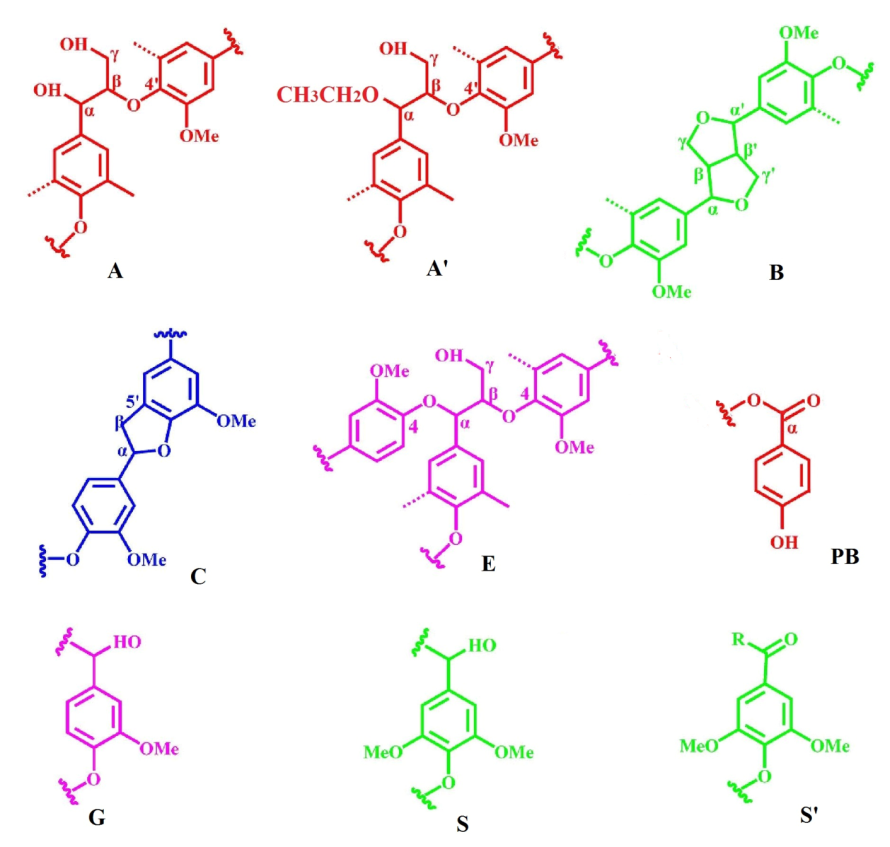 OH γ
β 4'
OH O
α
OMe
O
A
OH γ
β 4'
CH3CH2O O
α
OMe
O
A'
OMe
O
O α'
γ β'
β γ'
α O
O
OMe
B
5'
β OMe
α O
O OMe
C
OH γ
OMe
β 4
O O
4 α
OMe
O
E
O O
α
OH
PB
HO
OMe
O
G
HO
MeO OMe
O
S
R O
MeO OMe
O
S'